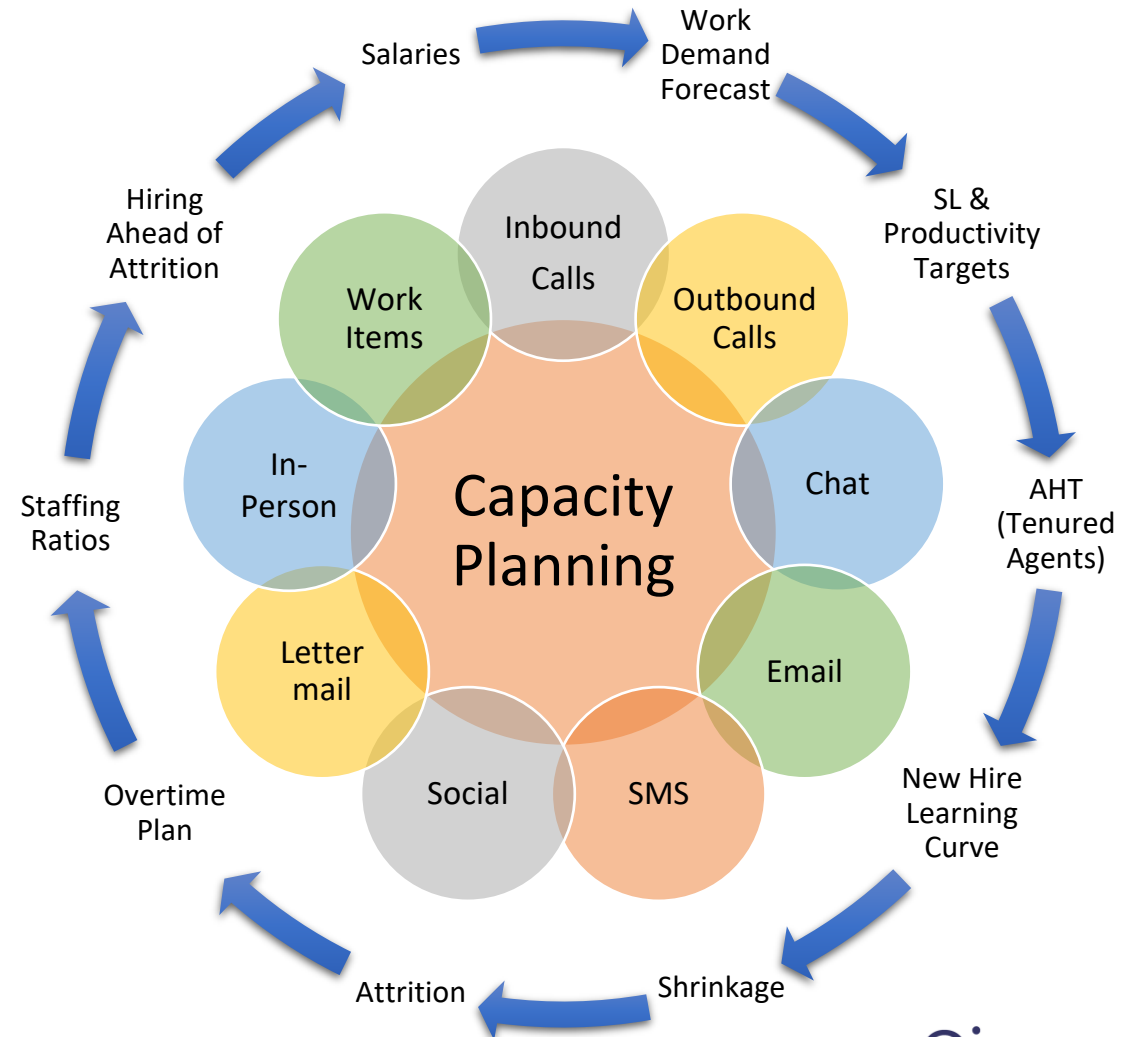 Salaries
Work
Demand
Forecast
SL &
Productivity
Targets
AHT
(Tenured
Agents)
New Hire
Learning
Curve
Shrinkage
Attrition
Overtime
Plan
Staffing
Ratios
Hiring
Ahead of
Attrition
Inbound
Calls
Outbound
Calls
Chat
Email
SMS
Social
Letter
mail
In-
Person
Work
Items
Capacity
Planning